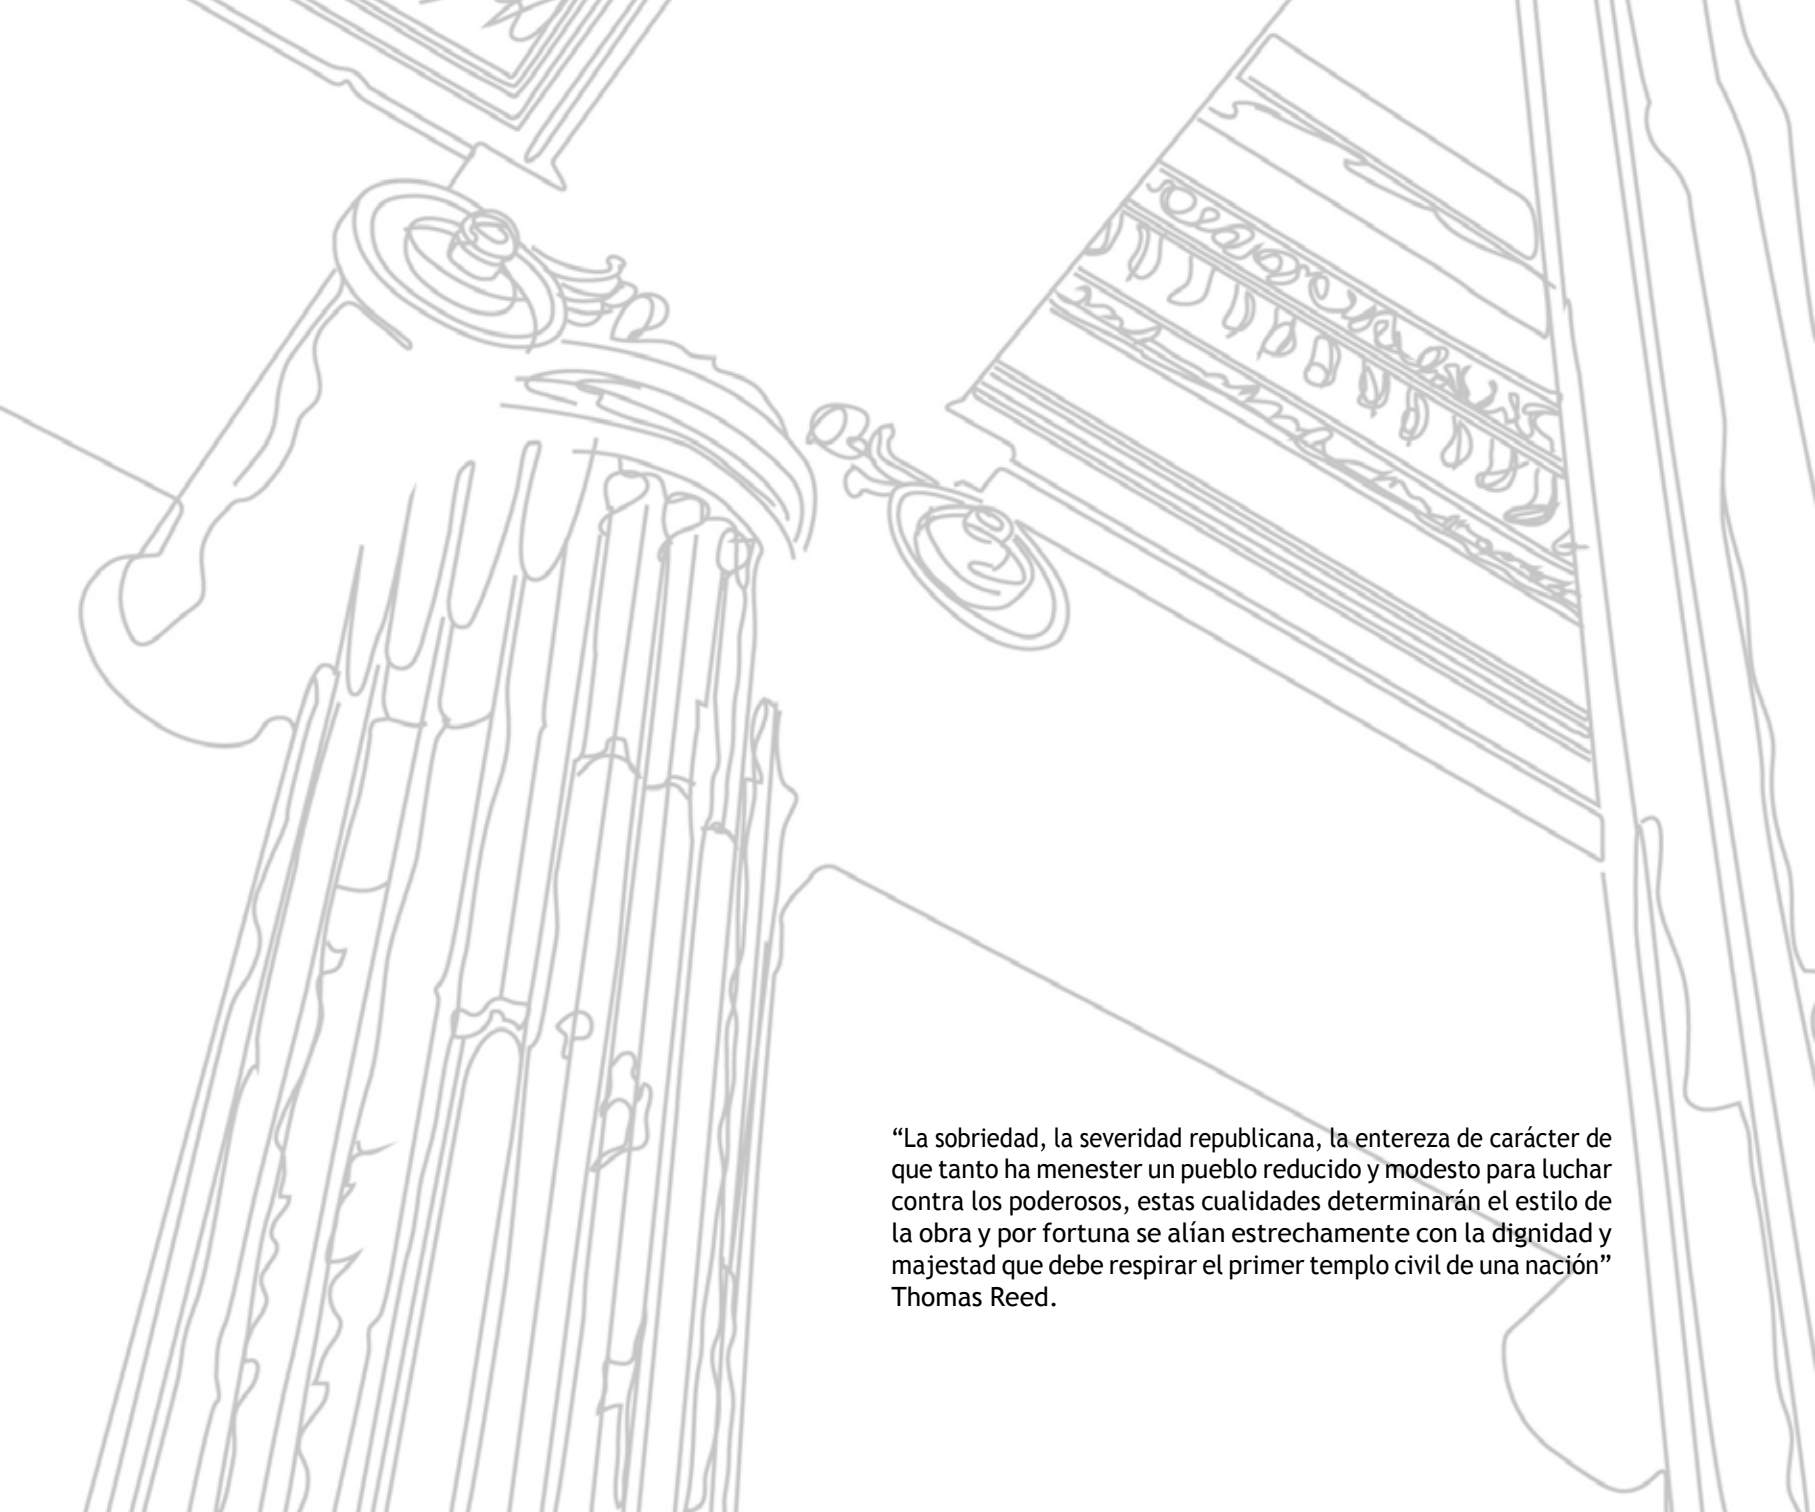 “La sobriedad, la severidad republicana, la entereza de carácter de
que tanto ha menester un pueblo reducido y modesto para luchar
contra los poderosos, estas cualidades determinarán el estilo de
la obra y por fortuna se alían estrechamente con la dignidad y
majestad que debe respirar el primer templo civil de una nación”
Thomas Reed.